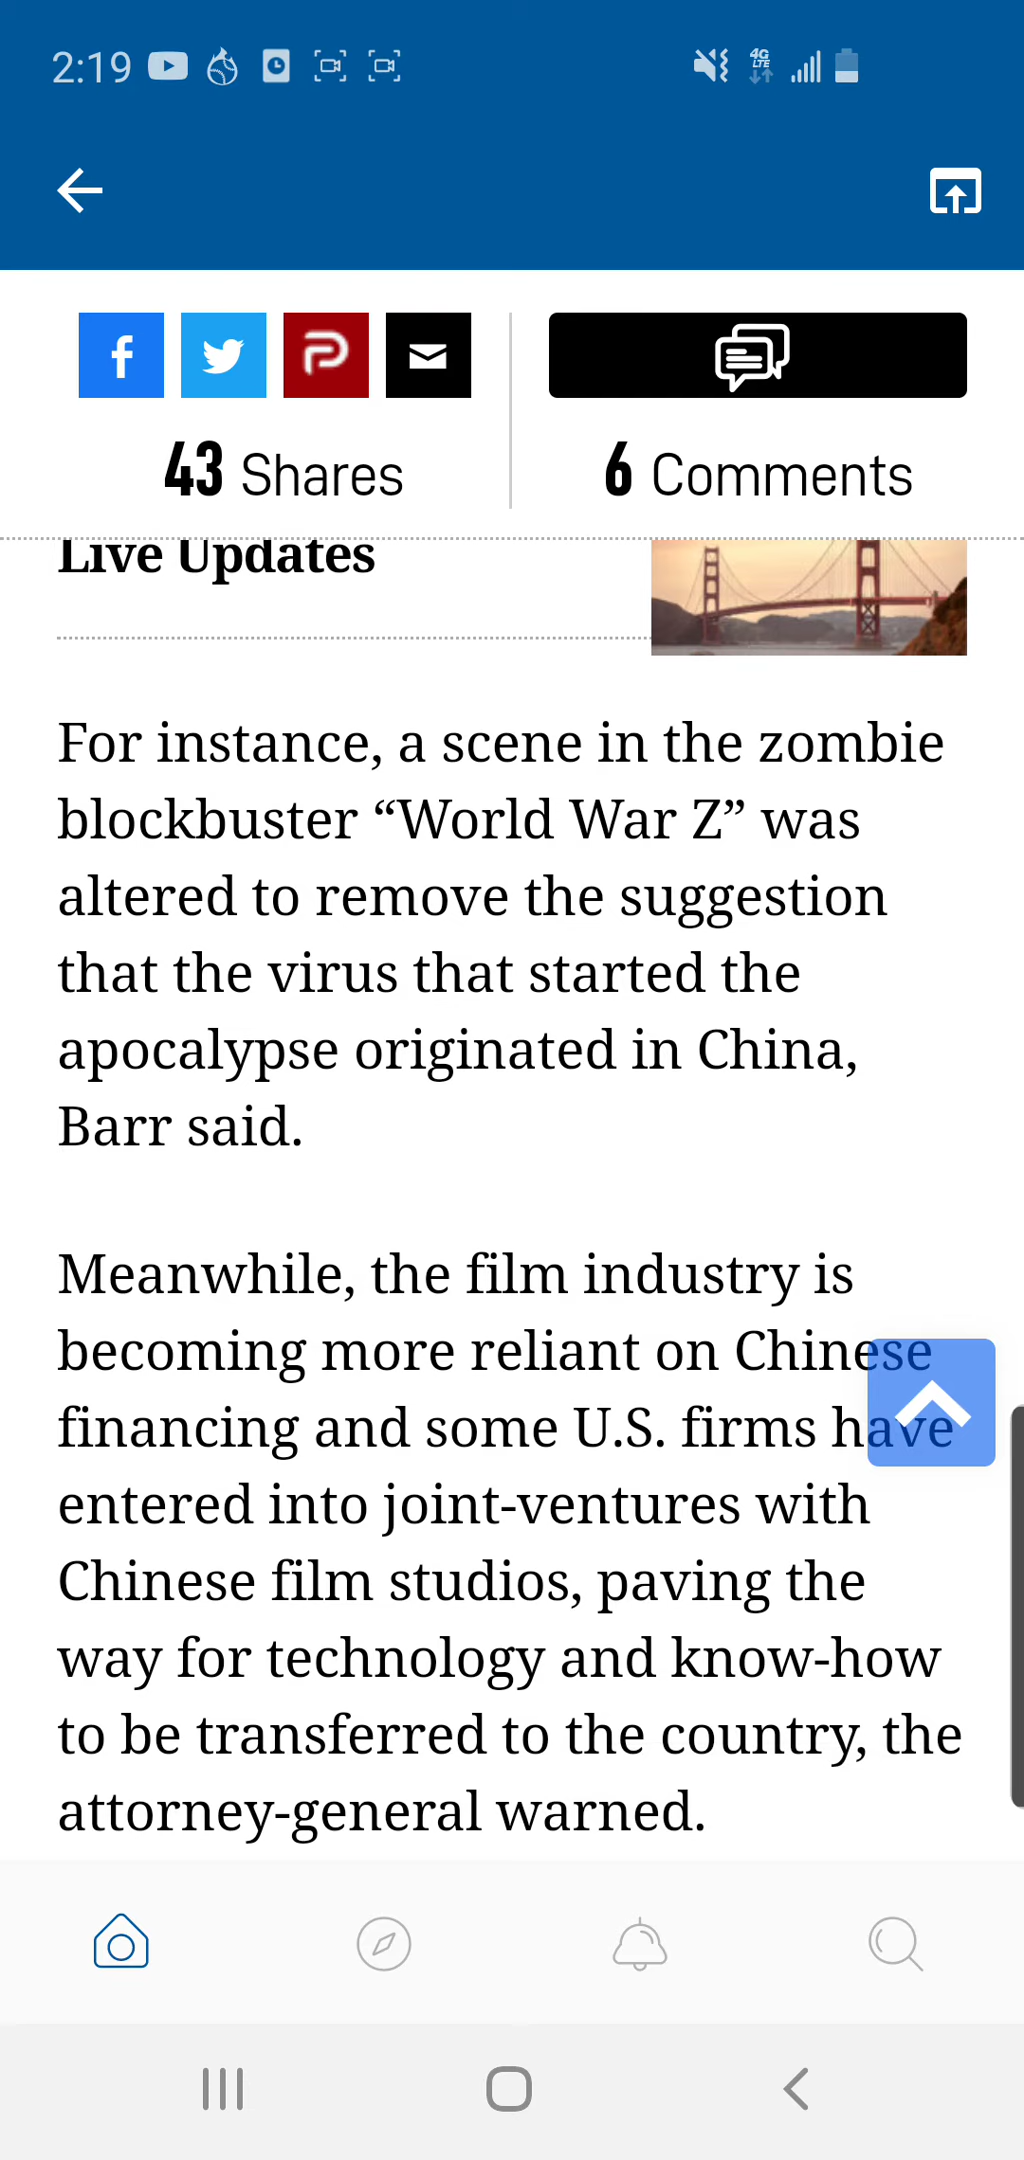 2:19
4G
LTE
43 Shares
6 Comments
Live Updates
For instance, a scene in the zombie
blockbuster “World War Z” was
altered to remove the suggestion
that the virus that started the
apocalypse originated in China,
Barr said.
Meanwhile, the film industry is
becoming more reliant on Chinese
financing and some U.S. firms have
entered into joint-ventures with
Chinese film studios, paving the
way for technology and know-how
to be transferred to the country, the
attorney-general warned.